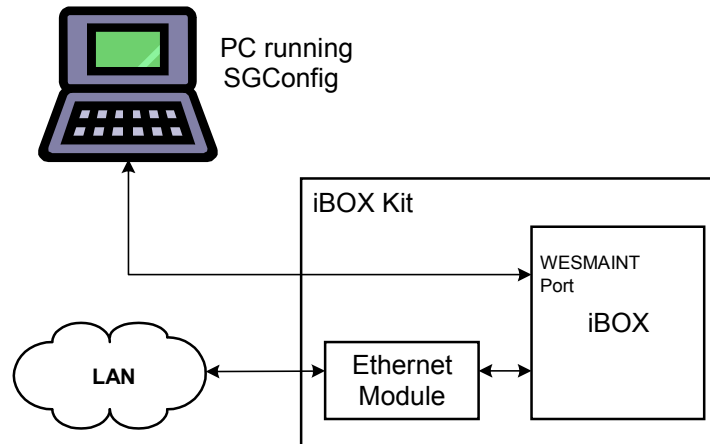 PC running
SGConfig
iBOX Kit
WESMAINT
Port
iBOX
Ethernet
Module
LAN